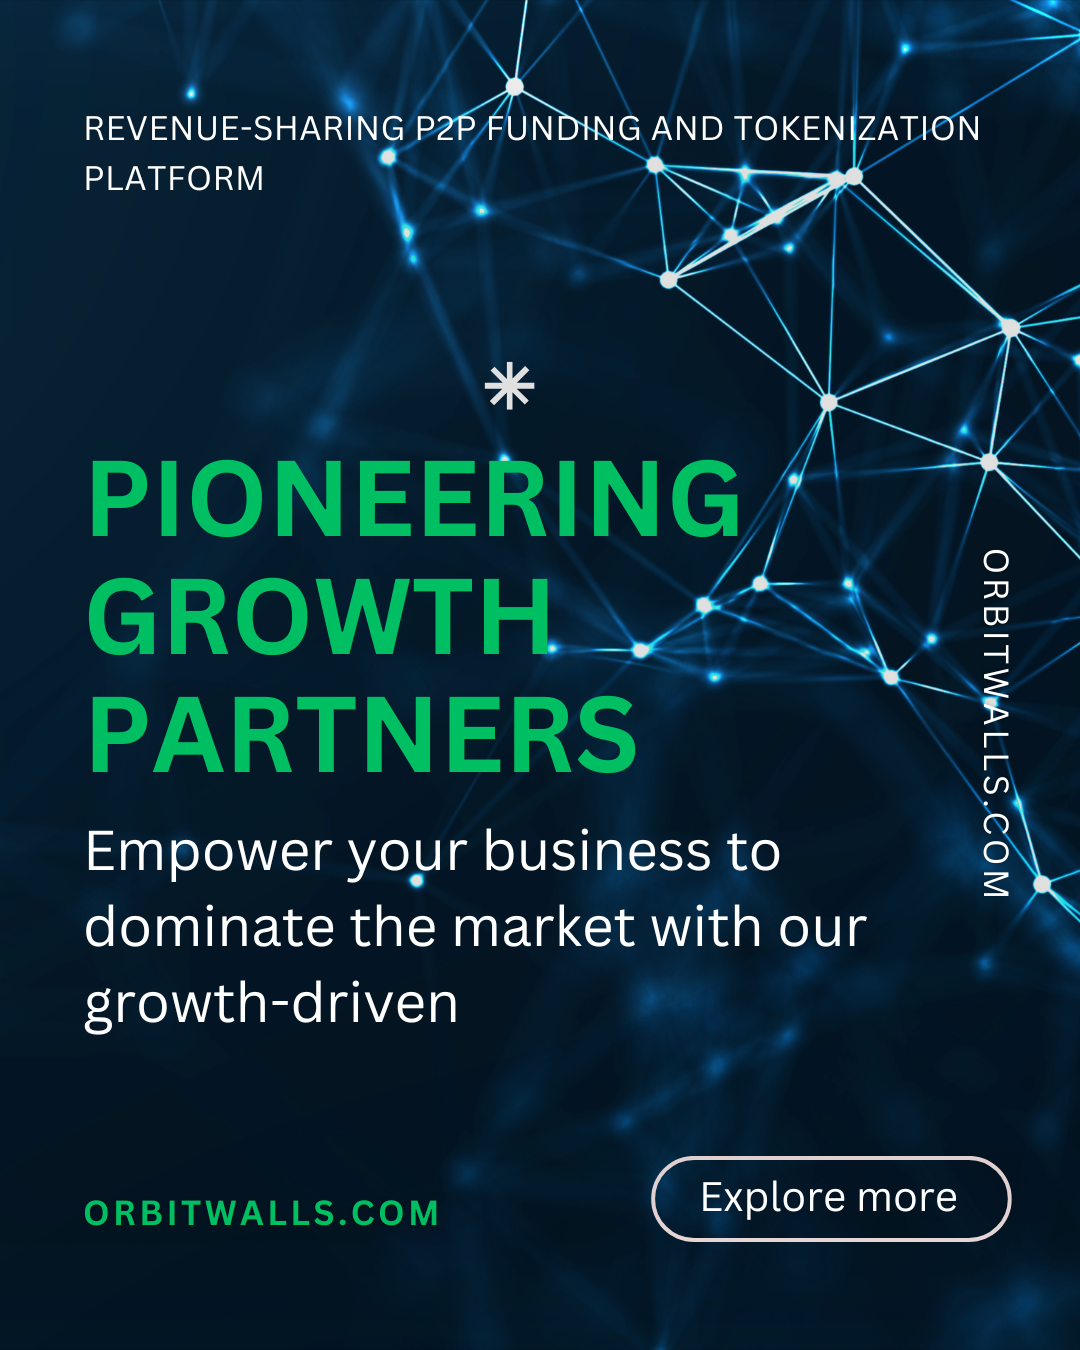 REVENUE-SHARING P2P FUNDING AND TOKENIZATION
PLATFORM
PIONEERING
GROWTH
PARTNERS
ORBITWALLS.COM
Empower your business to
dominate the market with our
growth-driven
ORBITWALLS.COM
Explore more